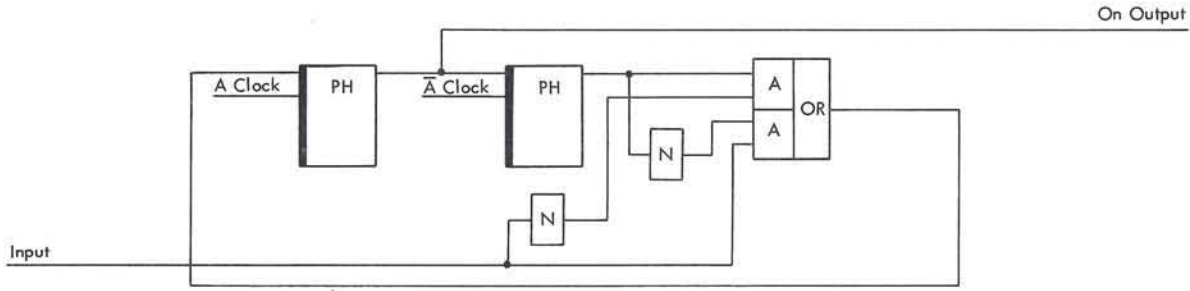 On Output
A Clock
PH
A̅ Clock
PH
A
OR
A
N
N
Input